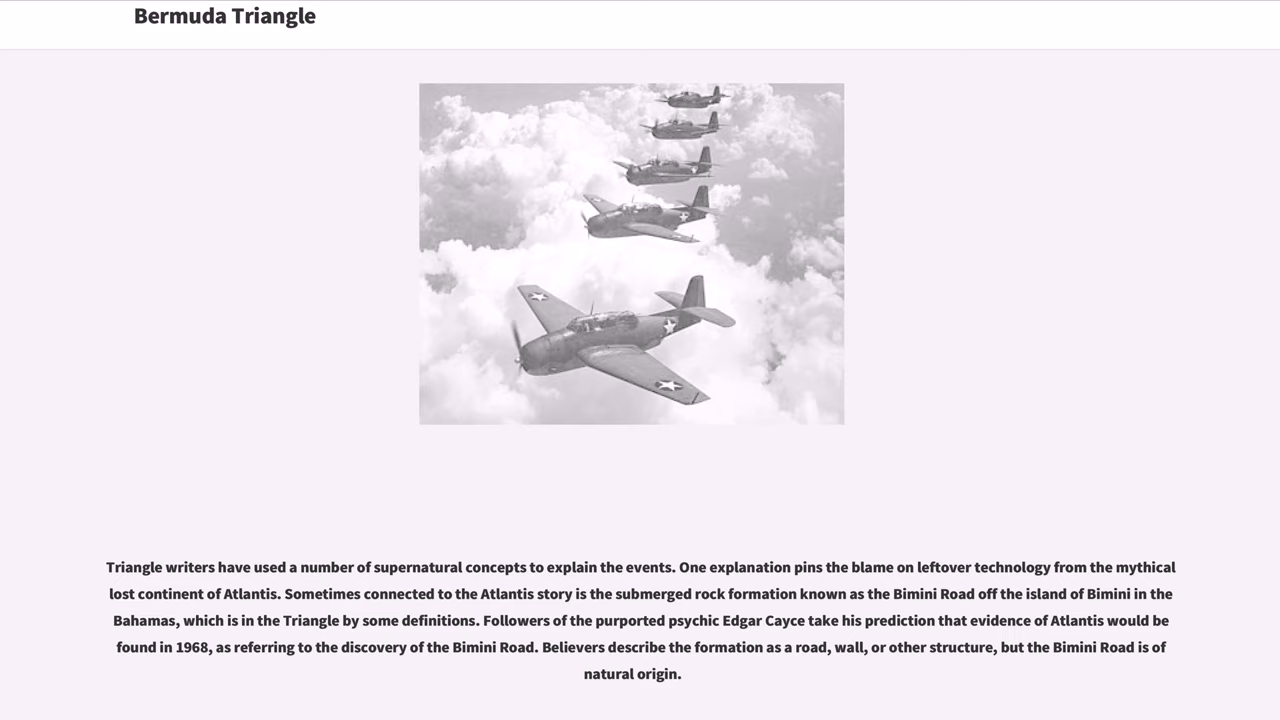 Bermuda Triangle
Triangle writers have used a number of supernatural concepts to explain the events. One explanation pins the blame on leftover technology from the mythical
lost continent of Atlantis. Sometimes connected to the Atlantis story is the submerged rock formation known as the Bimini Road off the island of Bimini in the
Bahamas, which is in the Triangle by some definitions. Followers of the purported psychic Edgar Cayce take his prediction that evidence of Atlantis would be
found in 1968, as referring to the discovery of the Bimini Road. Believers describe the formation as a road, wall, or other structure, but the Bimini Road is of
natural origin.